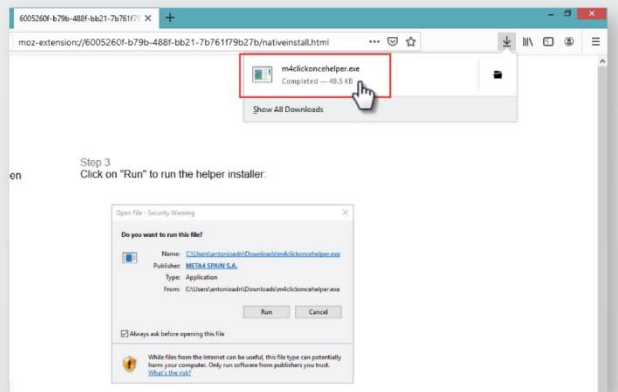 6005260f-b79b-488f-bb21-7b761f7
moz-extension://6005260f-b79b-488f-bb21-7b761f79b27b/nativeinstall.html
m4clickoncehelper.exe
Completed — 49.5 KB
Show All Downloads
Step 3
Click on "Run" to run the helper installer:
en
Open File - Security Warning
Do you want to run this file?
Name: C:\Users\antonioadn\Downloads\m4clickoncehelper.exe
Publisher: META4 SPAIN S.A.
Type: Application
From: C:\Users\antonioadn\Downloads\m4clickoncehelper.exe
Run Cancel
Always ask before opening this file
While files from the Internet can be useful, this file type can potentially
harm your computer. Only run software from publishers you trust.
What's the risk?